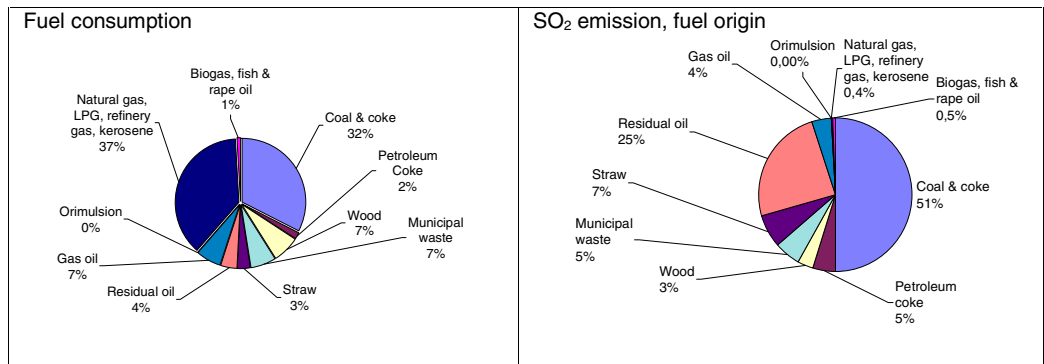 Fuel consumption
Biogas, fish &
rape oil
1%
Natural gas,
LPG, refinery
gas, kerosene
37%
Coal & coke
32%
Petroleum
Coke
2%
Wood
7%
Municipal
waste
7%
Straw
3%
Residual oil
4%
Gas oil
7%
Orimulsion
0%
SO₂ emission, fuel origin
Gas oil
4%
Orimulsion
0,00%
Natural gas,
LPG, refinery
gas, kerosene
0,4%
Biogas, fish &
rape oil
0,5%
Residual oil
25%
Straw
7%
Municipal
waste
5%
Wood
3%
Petroleum
coke
5%
Coal & coke
51%